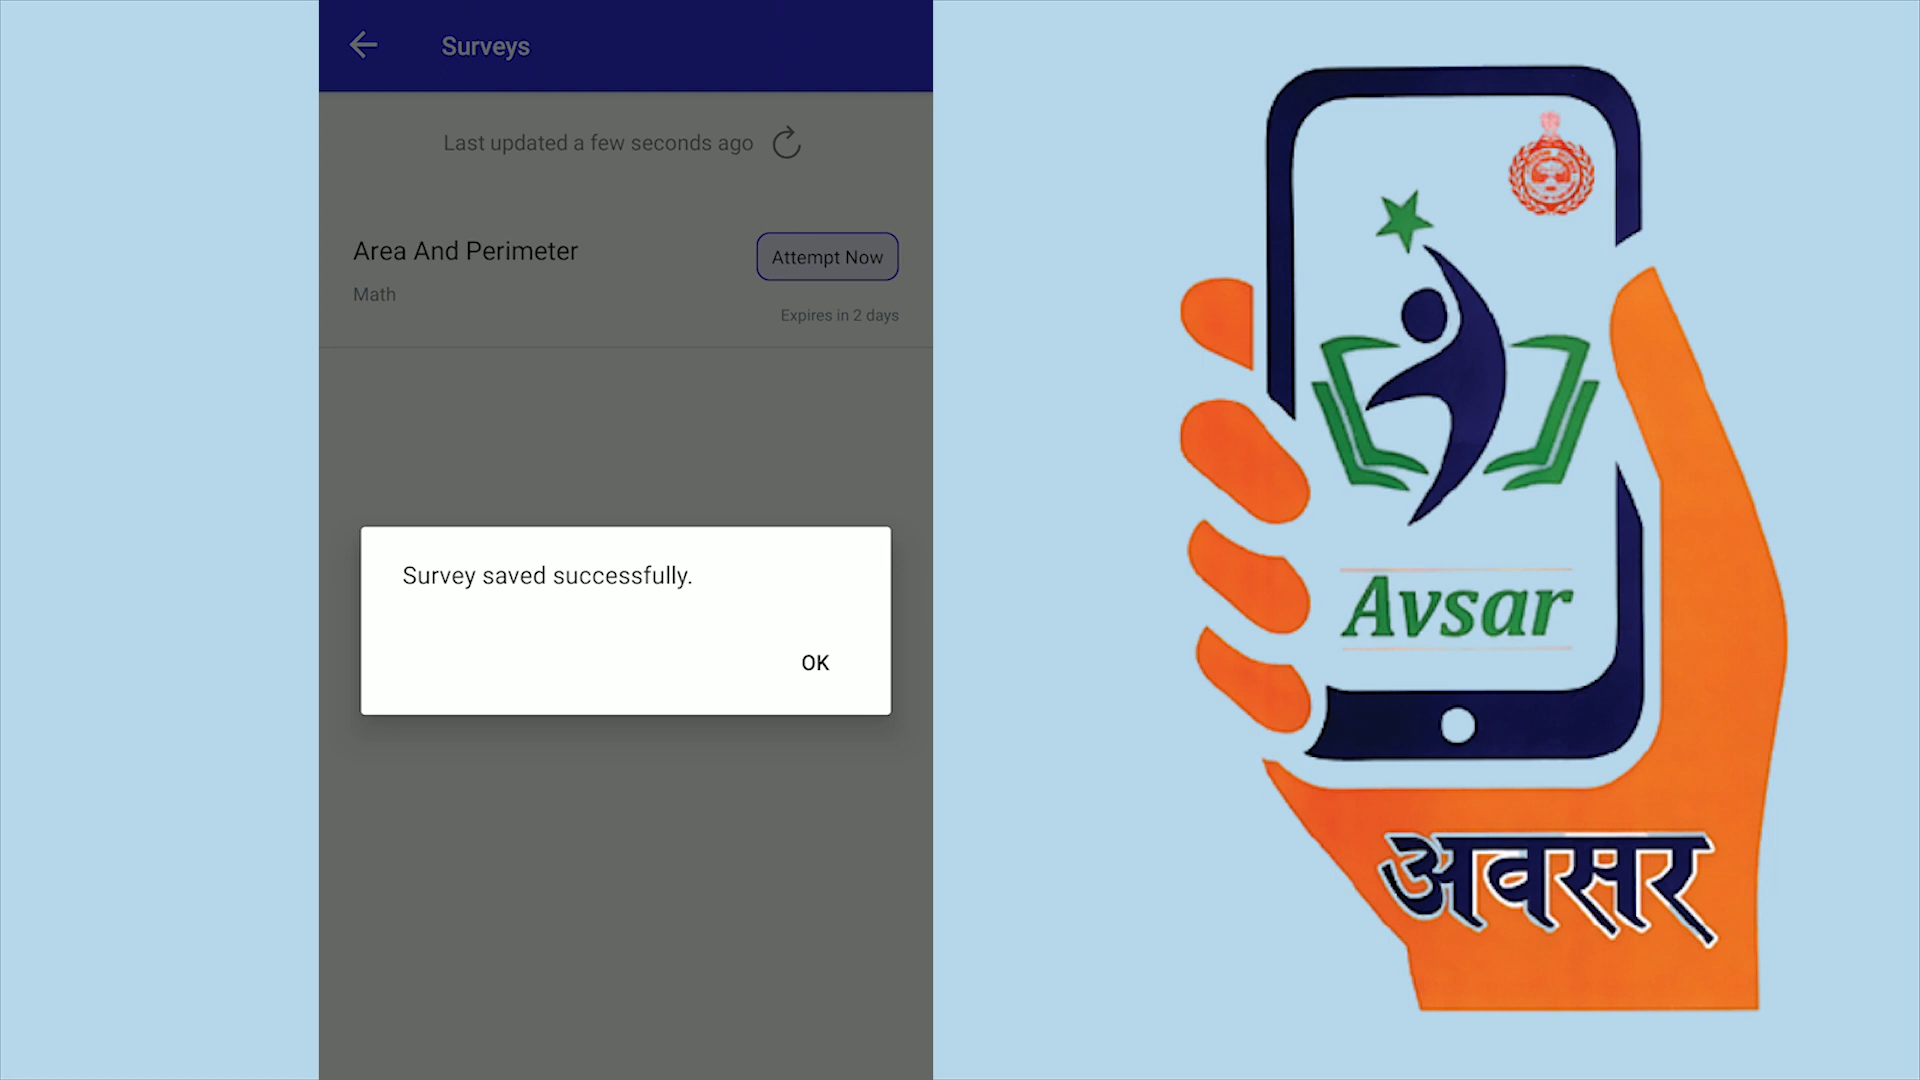 Surveys
Last updated a few seconds ago
Area And Perimeter
Attempt Now
Math
Expires in 2 days
Survey saved successfully.
OK
Avsar
अवसर